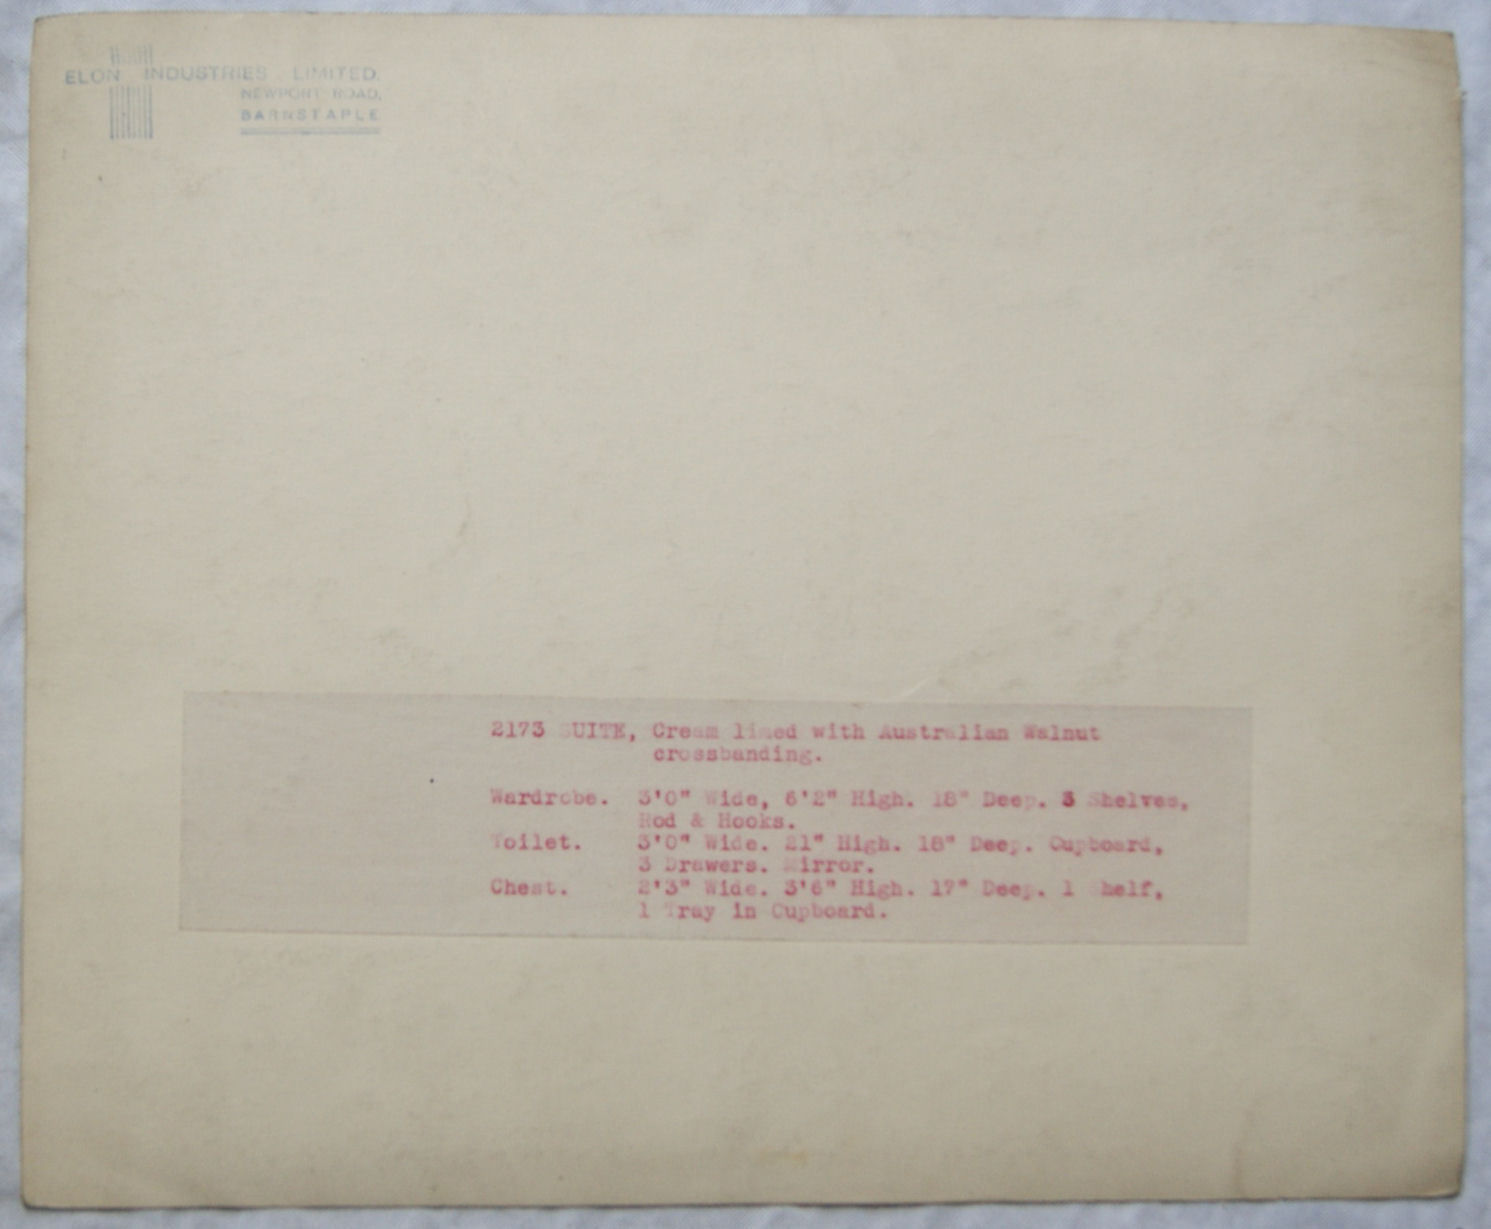 ELON INDUSTRIES LIMITED.
NEWPORT ROAD,
BARNSTAPLE
2173 SUITE, Cream lined with Australian Walnut
crossbanding.
Wardrobe. 3'0" Wide, 6'2" High. 18" Deep. 3 Shelves,
Rod & Hooks.
Toilet. 3'0" Wide. 21" High. 18" Deep. Cupboard,
3 Drawers. Mirror.
Chest. 2'3" Wide. 3'6" High. 17" Deep. 1 Shelf,
1 Tray in Cupboard.